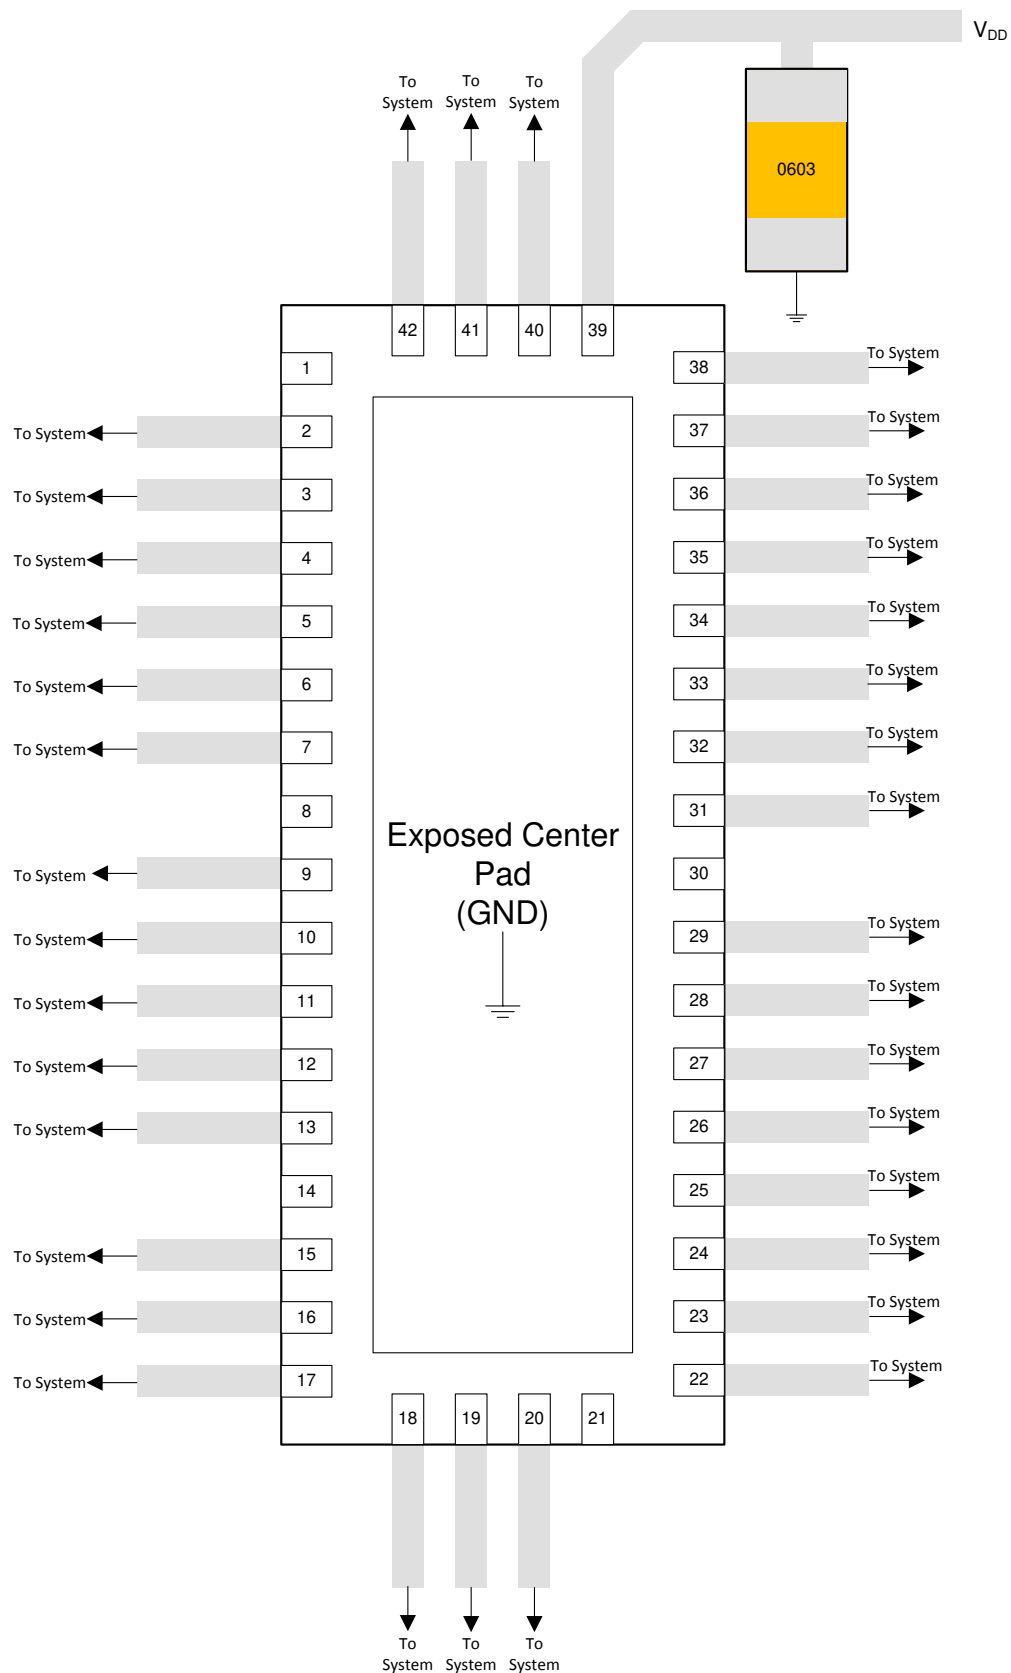 V_DD
To To To
System System System
0603
42 41 40 39
1 38 To System
To System 2 37 To System
To System 3 36 To System
To System 4 35 To System
To System 5 34 To System
To System 6 33 To System
To System 7 32 To System
8 31 To System
Exposed Center
Pad
(GND)
To System 9 30
To System 10 29 To System
To System 11 28 To System
To System 12 27 To System
To System 13 26 To System
14 25 To System
To System 15 24 To System
To System 16 23 To System
To System 17 22 To System
18 19 20 21
To To To
System System System